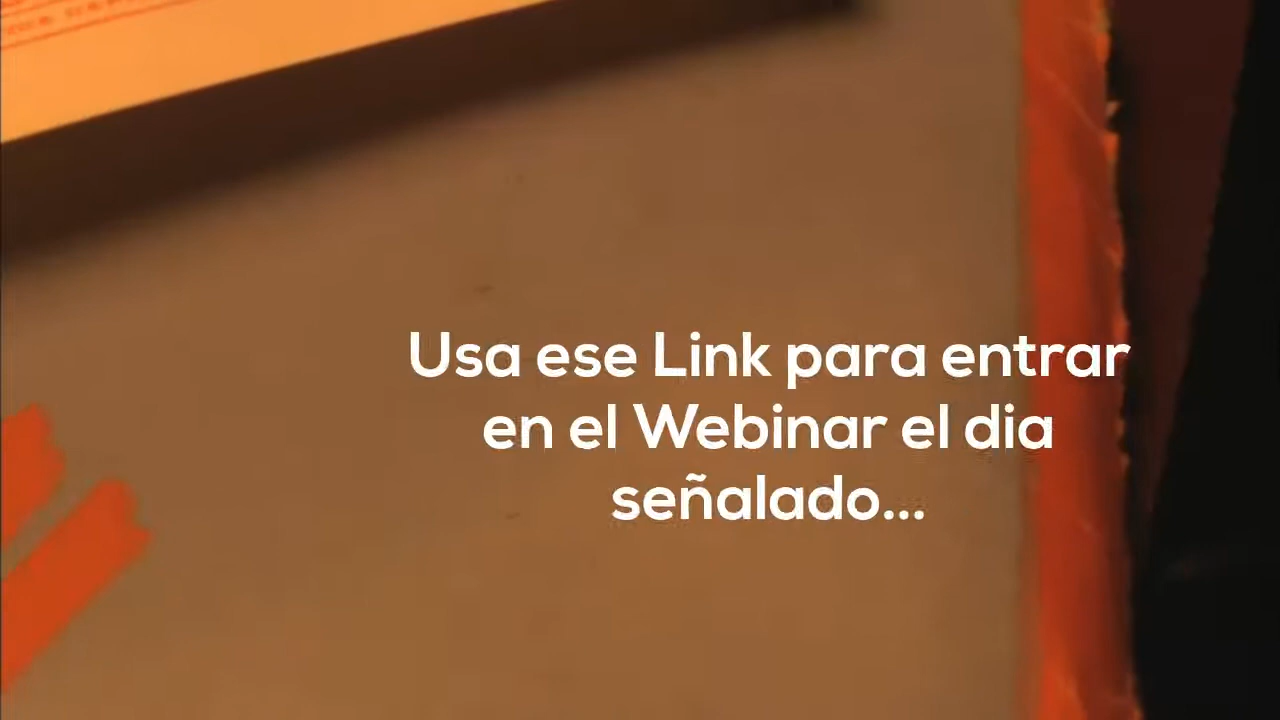 Usa ese Link para entrar
en el Webinar el dia
señalado...